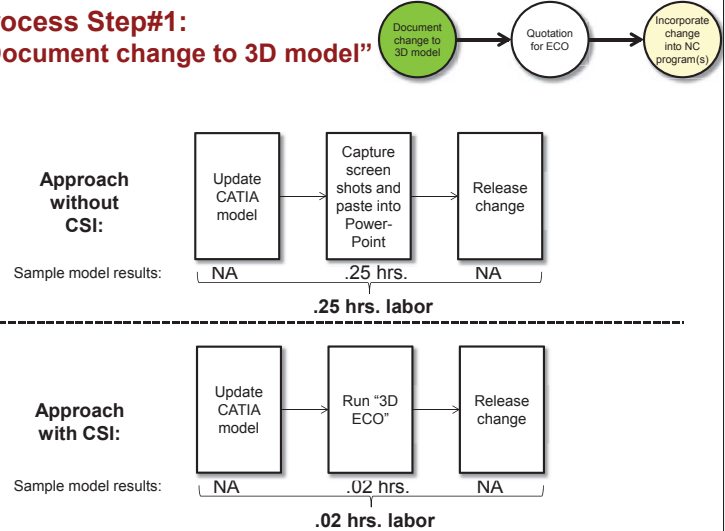 rocess Step#1:
ocument change to 3D model”
Document
change to
3D model
Quotation
for ECO
Incorporate
change
into NC
program(s)
Approach
without
CSI:
Update
CATIA
model
Capture
screen
shots and
paste into
Power-
Point
Release
change
Sample model results:
NA
.25 hrs.
NA
.25 hrs. labor
Approach
with CSI:
Update
CATIA
model
Run “3D
ECO”
Release
change
Sample model results:
NA
.02 hrs.
NA
.02 hrs. labor